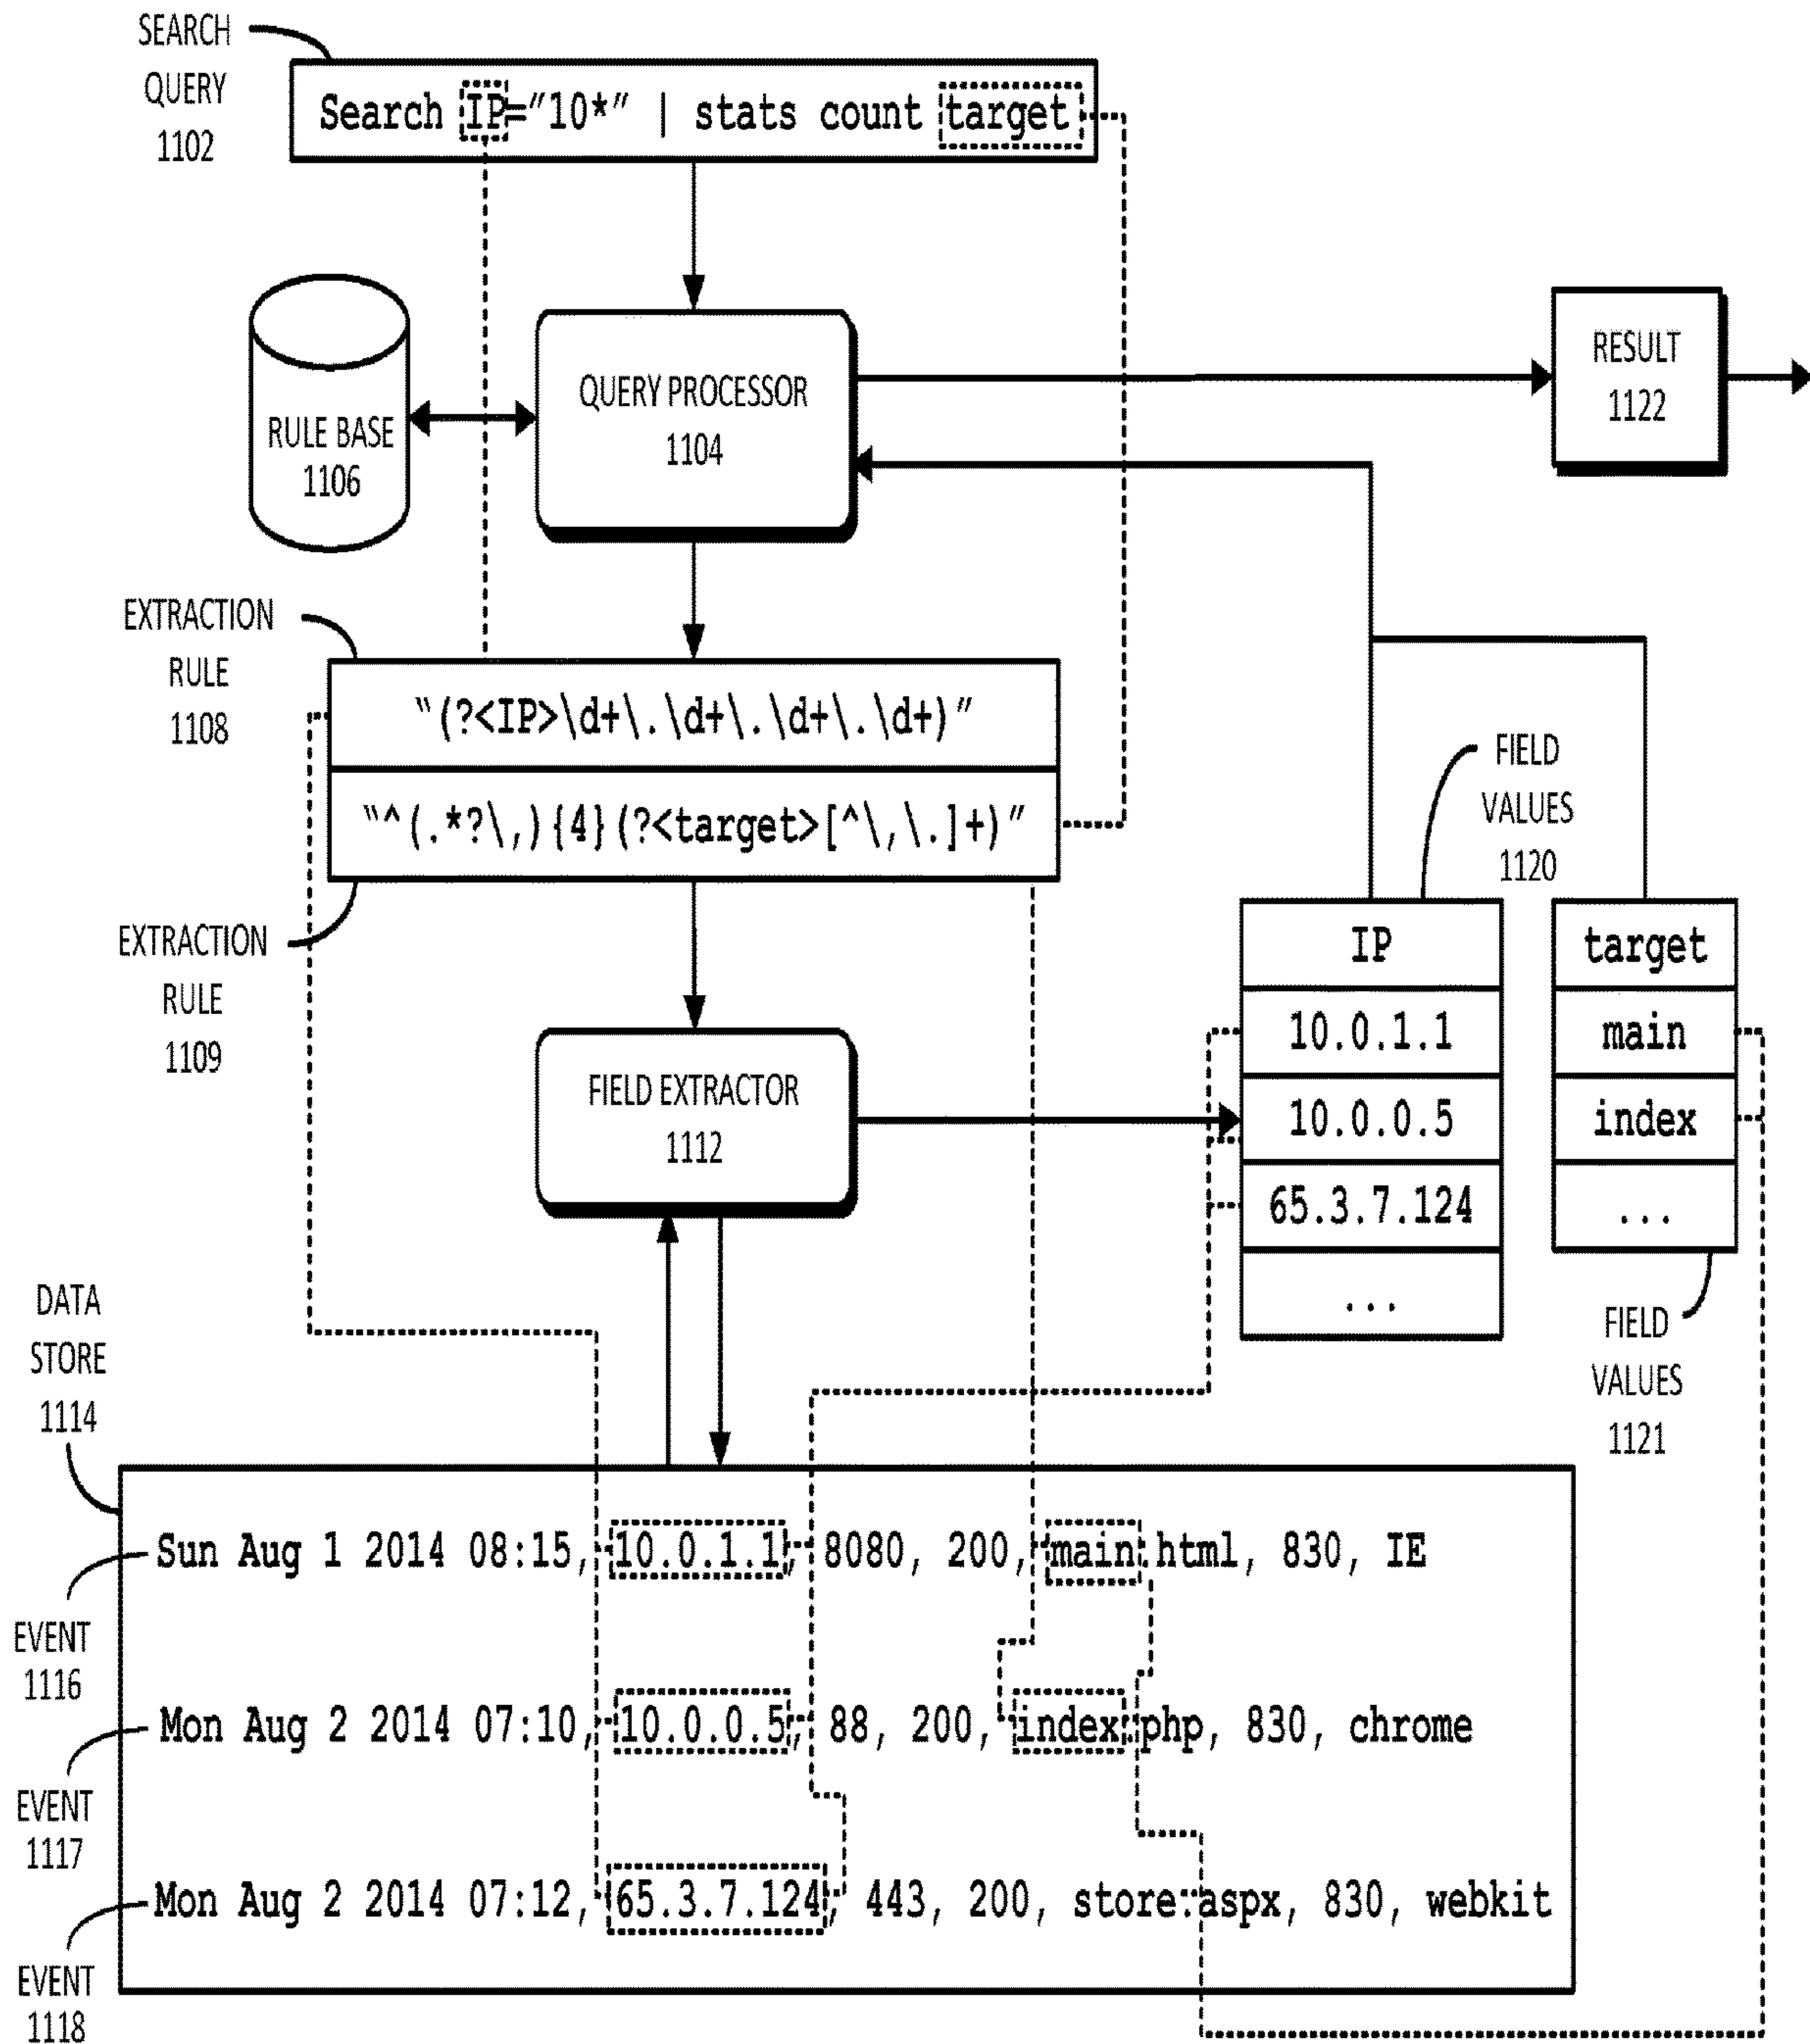 SEARCH
QUERY
1102
Search IP="10*" | stats count target
RULE BASE
1106
QUERY PROCESSOR
1104
RESULT
1122
EXTRACTION
RULE
1108
"(?<IP>\d+\.\d+\.\d+\.\d+)"
"^(.*?\,){4}(?<target>[^\,\.]+)"
EXTRACTION
RULE
1109
FIELD
VALUES
1120
FIELD EXTRACTOR
1112
IP
10.0.1.1
10.0.0.5
65.3.7.124
...
target
main
index
...
FIELD
VALUES
1121
DATA
STORE
1114
Sun Aug 1 2014 08:15, 10.0.1.1, 8080, 200, main.html, 830, IE
EVENT
1116
Mon Aug 2 2014 07:10, 10.0.0.5, 88, 200, index.php, 830, chrome
EVENT
1117
Mon Aug 2 2014 07:12, 65.3.7.124, 443, 200, store.aspx, 830, webkit
EVENT
1118